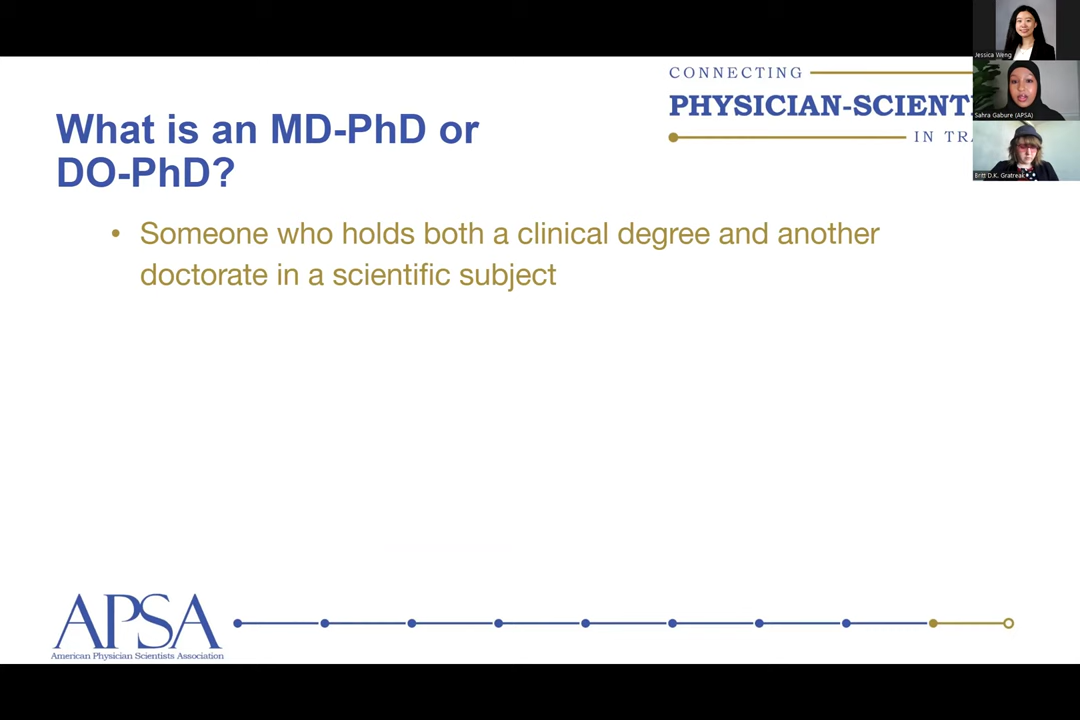 CONNECTING
PHYSICIAN-SCIENT
IN TRA
What is an MD-PhD or
DO-PhD?
• Someone who holds both a clinical degree and another
doctorate in a scientific subject
APSA
American Physician Scientists Association
Jessica Weng
Sahra Gabure (APSA)
Britt D.K. Gratreak